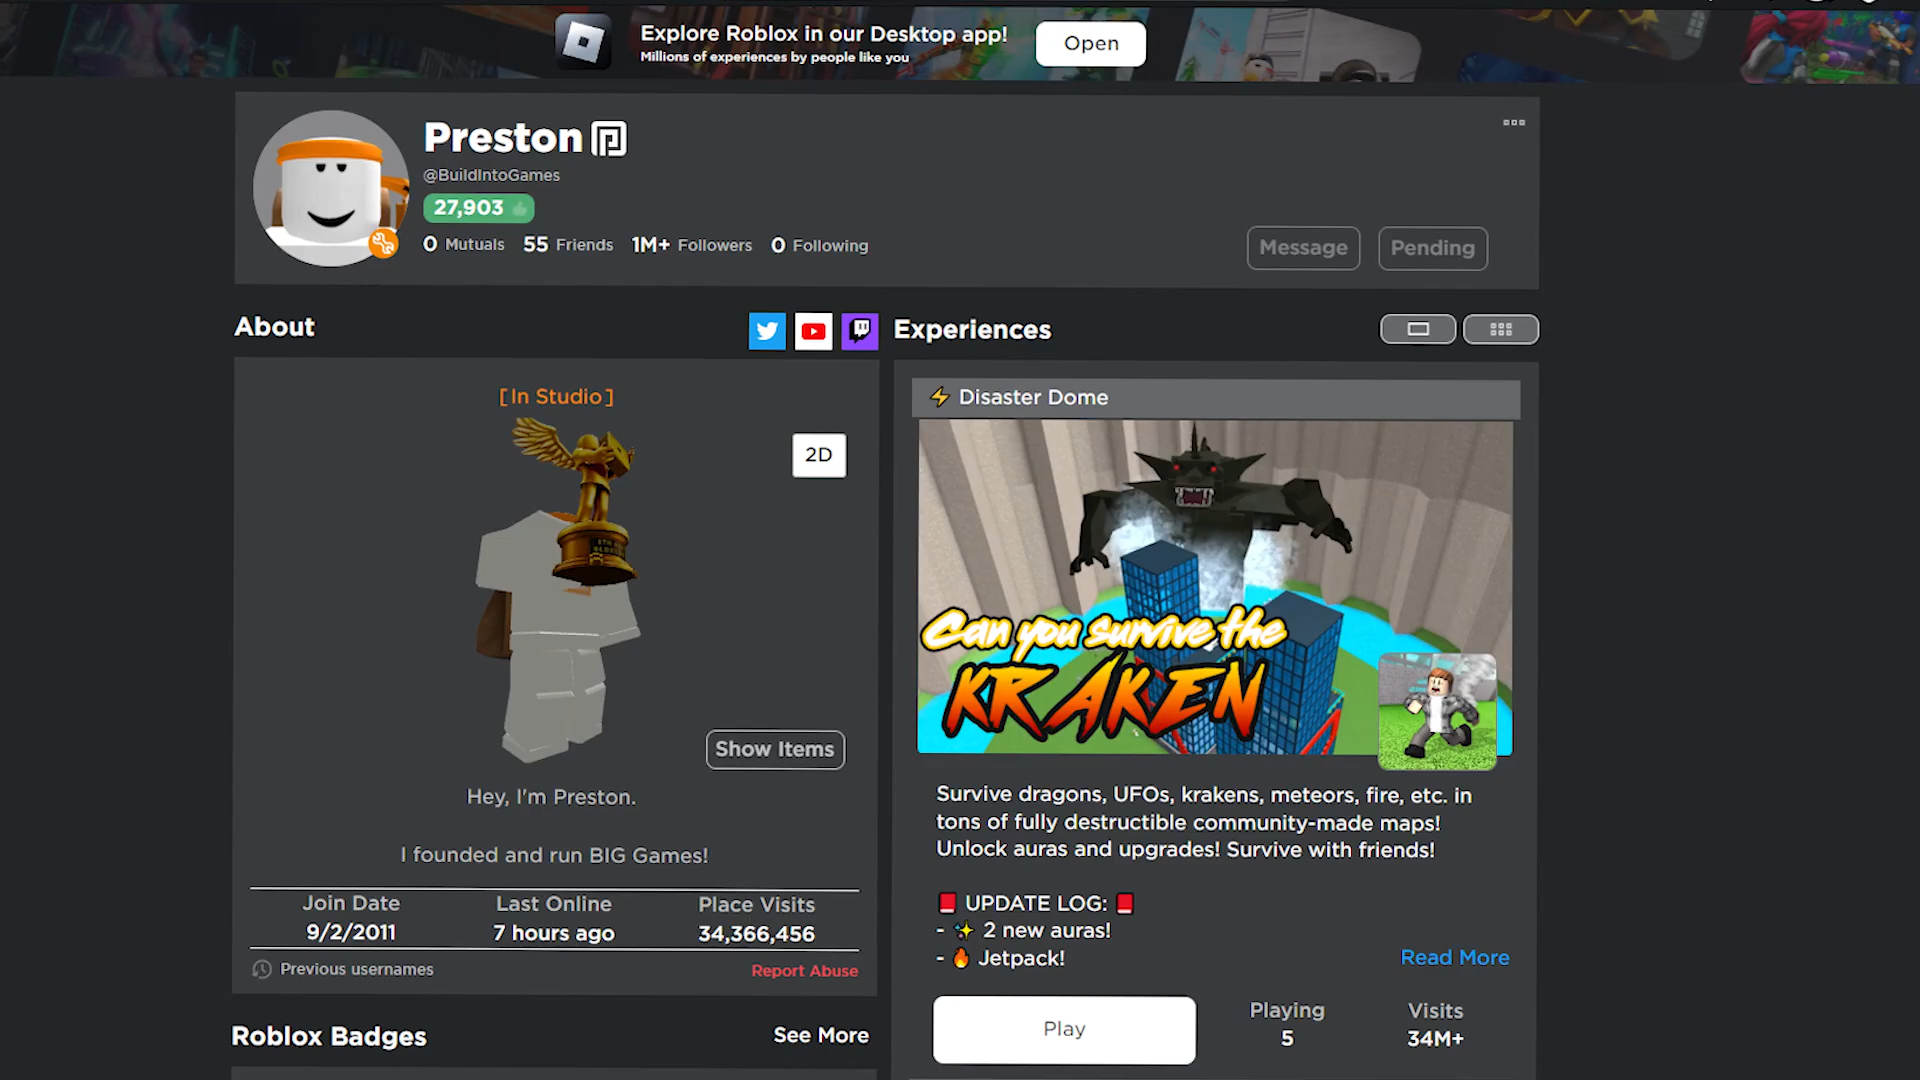 Explore Roblox in our Desktop app!
Millions of experiences by people like you
Open
Preston
@BuildIntoGames
27,903
0 Mutuals 55 Friends 1M+ Followers 0 Following
Message
Pending
About
Experiences
[In Studio]
2D
Show Items
Hey, I'm Preston.
I founded and run BIG Games!
Join Date
9/2/2011
Last Online
7 hours ago
Place Visits
34,366,456
Previous usernames
Report Abuse
Roblox Badges
See More
Disaster Dome
Can you survive the
KRAKEN
Survive dragons, UFOs, krakens, meteors, fire, etc. in
tons of fully destructible community-made maps!
Unlock auras and upgrades! Survive with friends!
📕 UPDATE LOG: 📕
- ✨ 2 new auras!
- 🔥 Jetpack!
Read More
Play
Playing
5
Visits
34M+